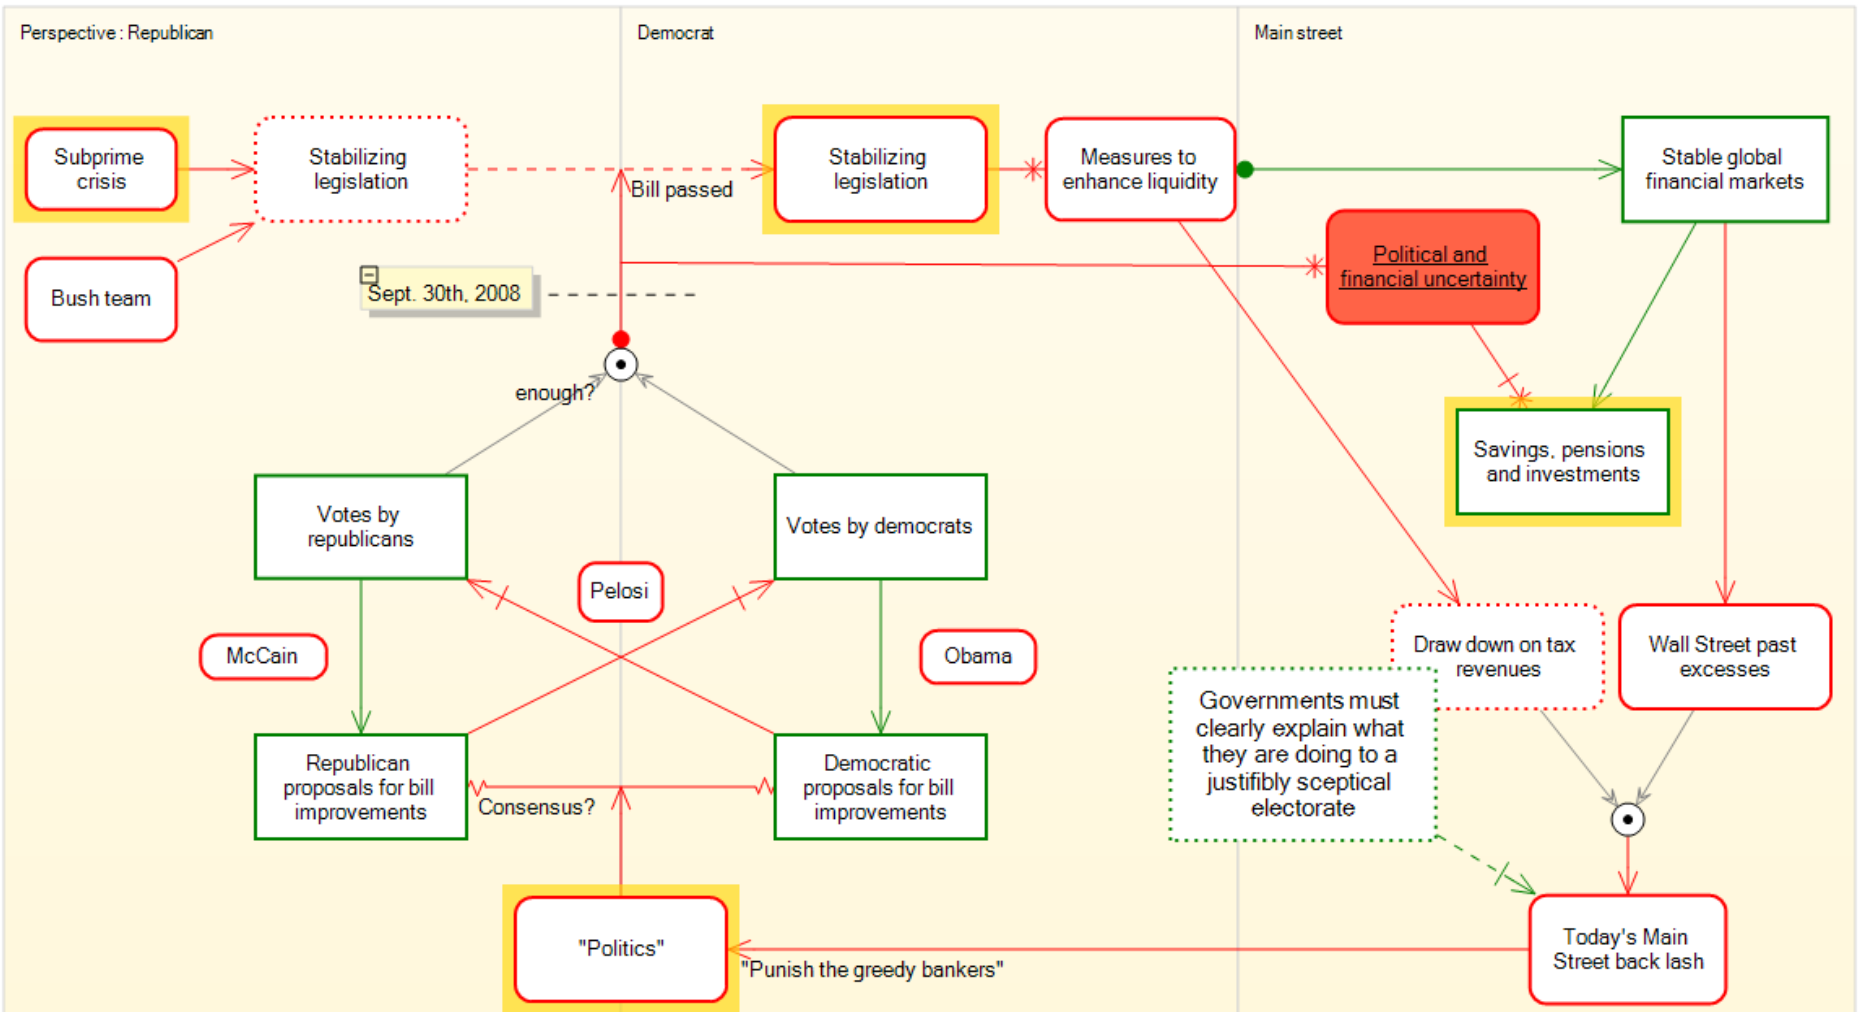 Perspective : Republican
Democrat
Main street
Subprime
crisis
Stabilizing
legislation
Bill passed
Stabilizing
legislation
Measures to
enhance liquidity
Stable global
financial markets
Bush team
Sept. 30th, 2008
Political and
financial uncertainty
enough?
Savings, pensions
and investments
Votes by
republicans
Votes by democrats
Pelosi
McCain
Obama
Draw down on tax
revenues
Wall Street past
excesses
Governments must
clearly explain what
they are doing to a
justifibly sceptical
electorate
Republican
proposals for bill
improvements
Consensus?
Democratic
proposals for bill
improvements
"Politics"
"Punish the greedy bankers"
Today's Main
Street back lash